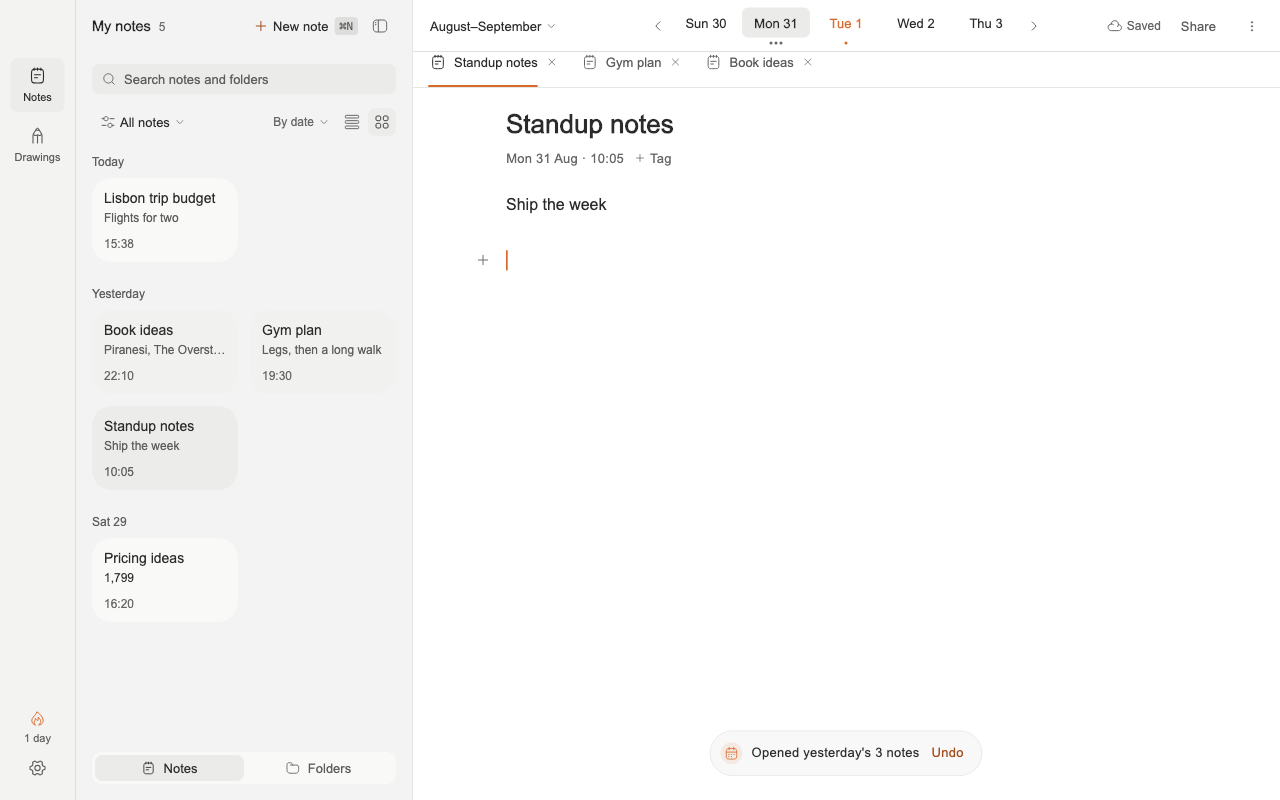 Notes
Drawings
1 day
My notes 5
New note ⌘N
Search notes and folders
All notes
By date
Today
Lisbon trip budget
Flights for two
15:38
Yesterday
Book ideas
Piranesi, The Overst…
22:10
Gym plan
Legs, then a long walk
19:30
Standup notes
Ship the week
10:05
Sat 29
Pricing ideas
1,799
16:20
Notes
Folders
August–September
Sun 30
Mon 31
Tue 1
Wed 2
Thu 3
Saved
Share
Standup notes
Gym plan
Book ideas
Standup notes
Mon 31 Aug · 10:05 + Tag
Ship the week
Opened yesterday's 3 notes Undo